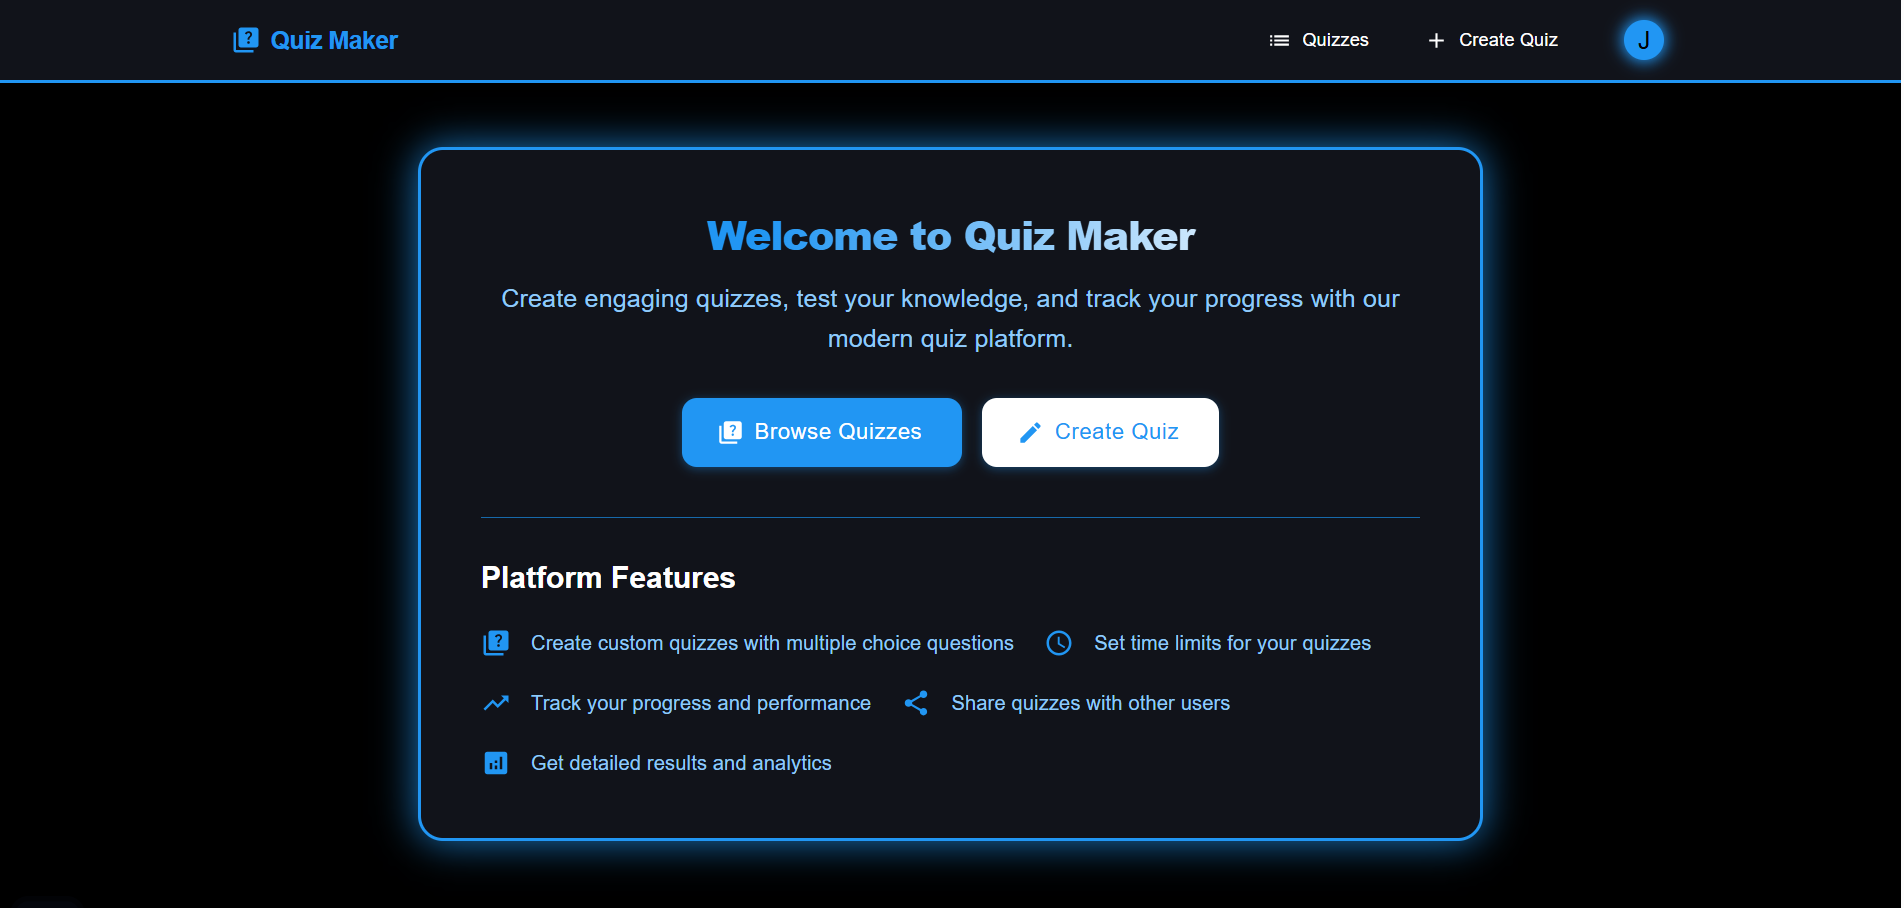 Quiz Maker
Quizzes
Create Quiz
J
Welcome to Quiz Maker
Create engaging quizzes, test your knowledge, and track your progress with our
modern quiz platform.
Browse Quizzes
Create Quiz
Platform Features
Create custom quizzes with multiple choice questions
Set time limits for your quizzes
Track your progress and performance
Share quizzes with other users
Get detailed results and analytics